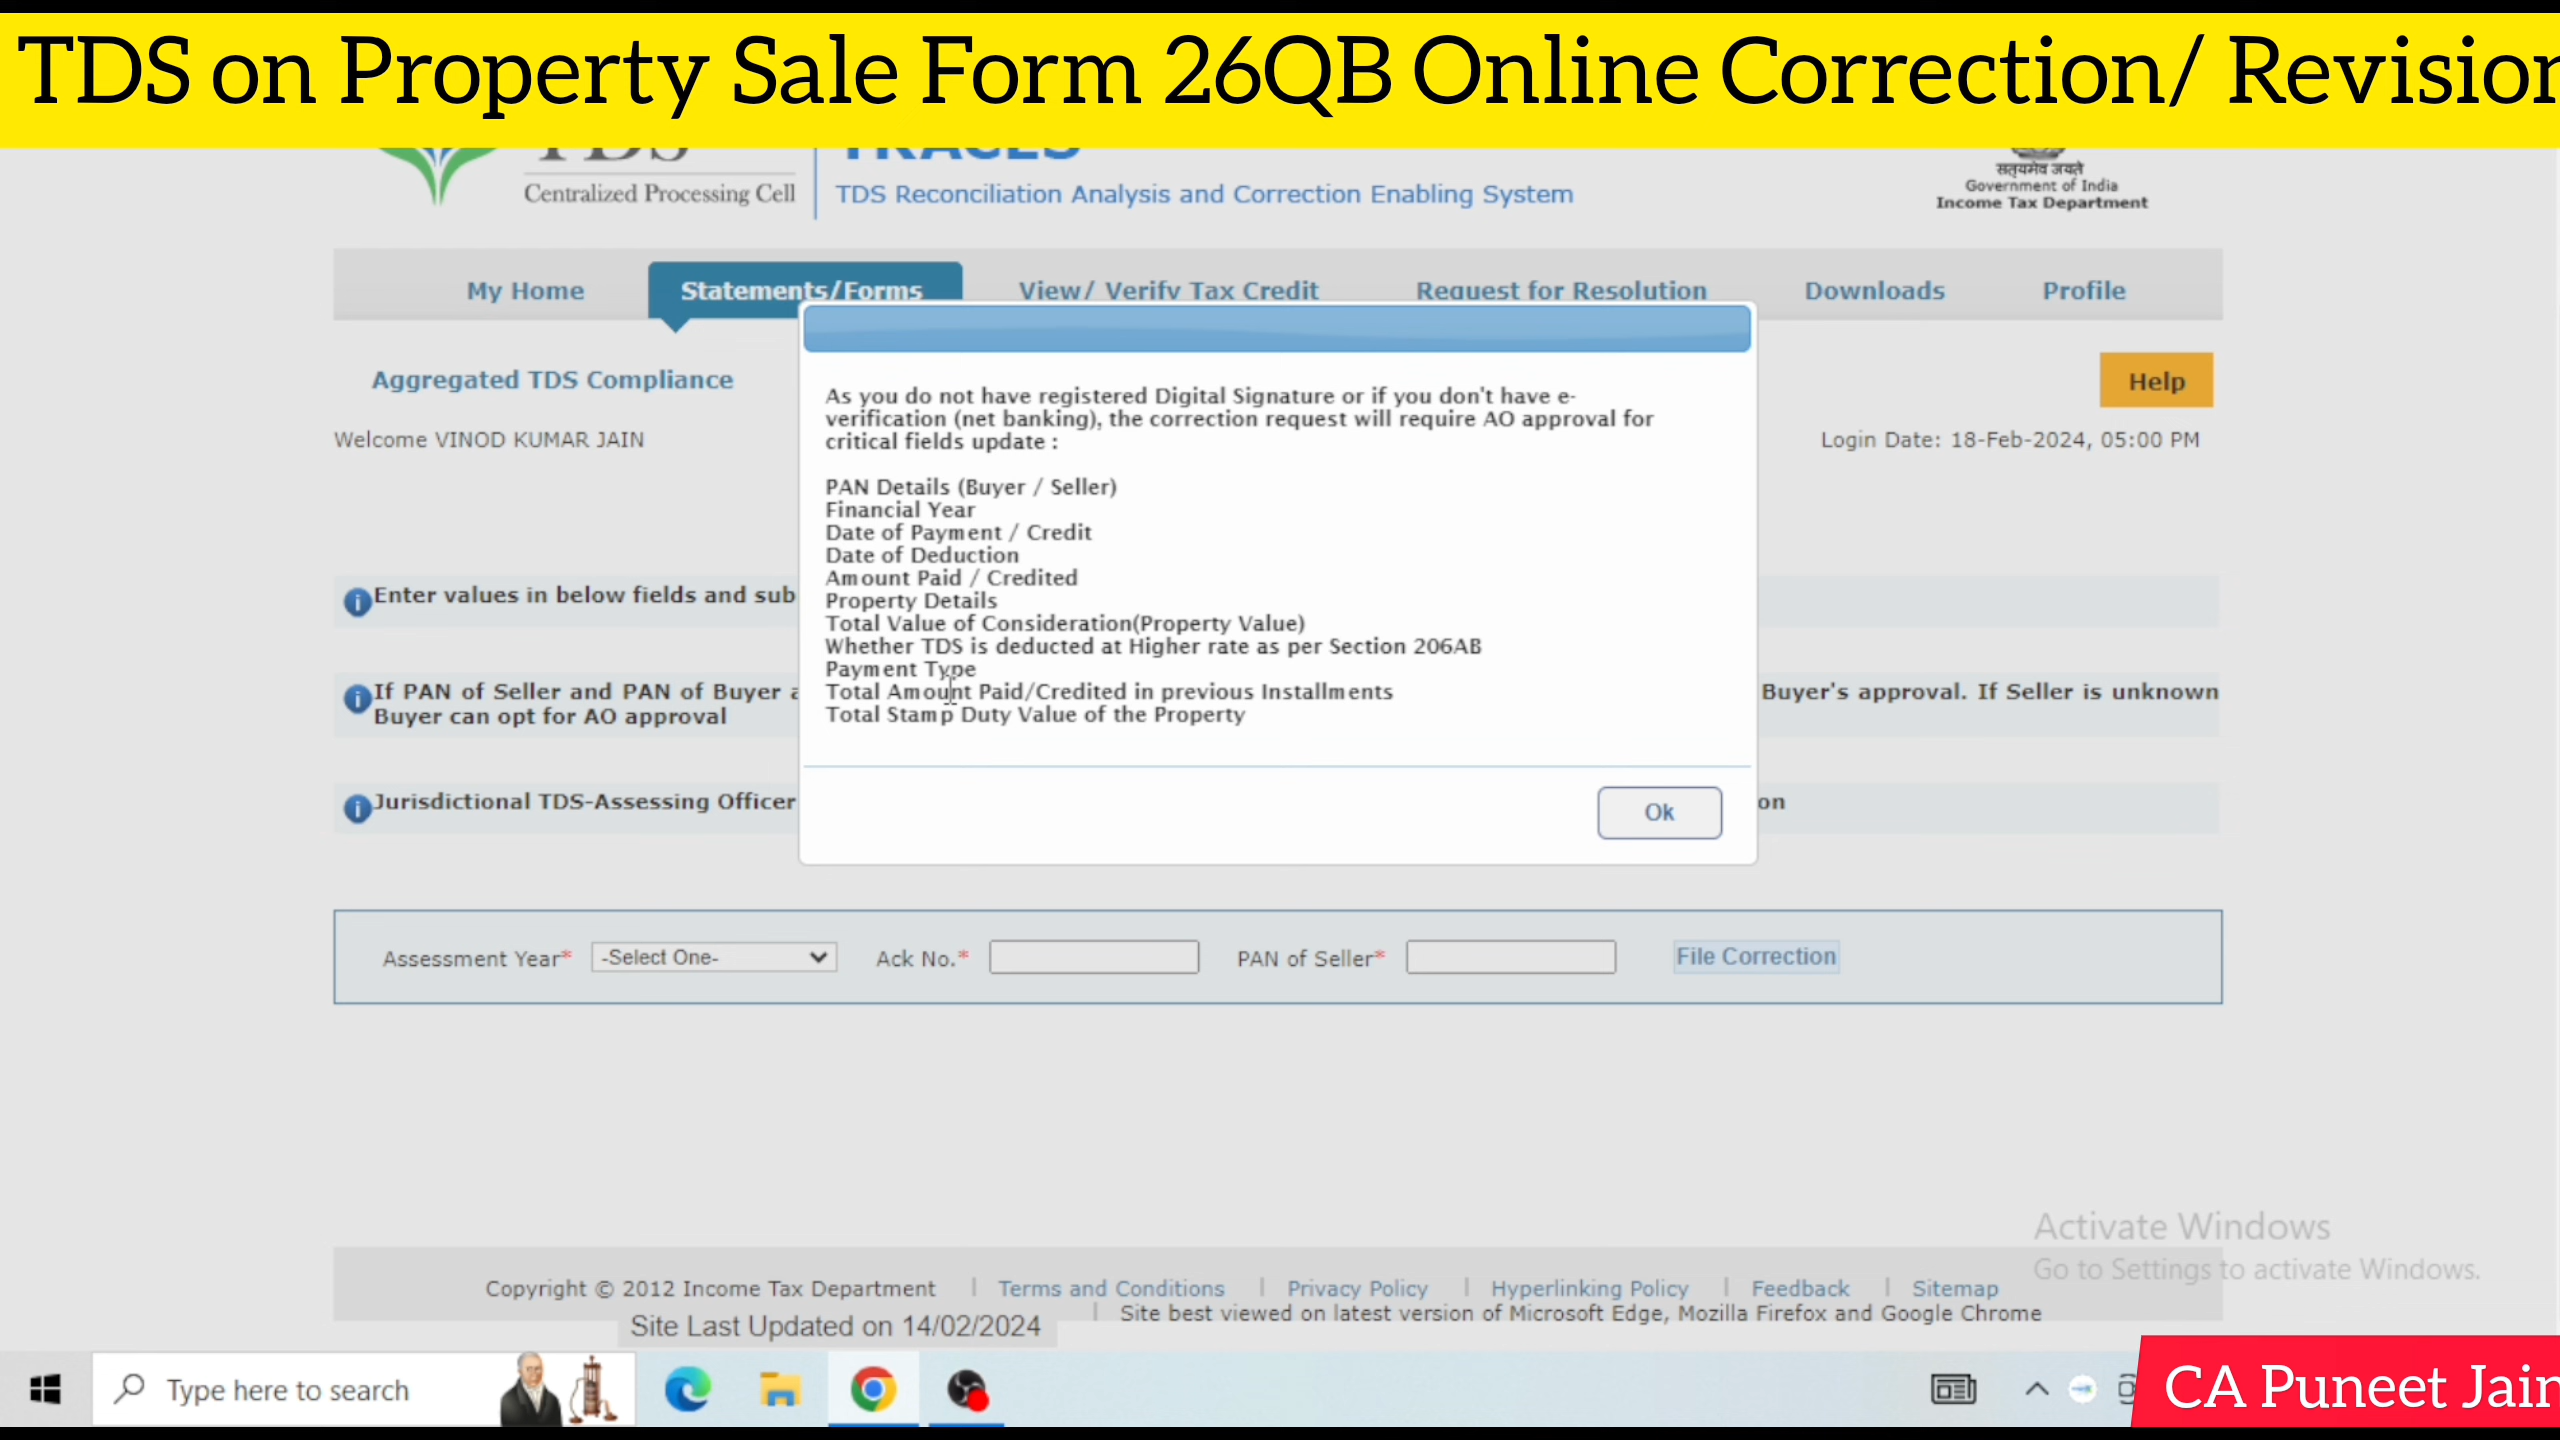 TDS on Property Sale Form 26QB Online Correction/ Revision
TDS
TRACES
Centralized Processing Cell
TDS Reconciliation Analysis and Correction Enabling System
सत्यमेव जयते
Government of India
Income Tax Department
My Home
Statements/Forms
View/ Verify Tax Credit
Request for Resolution
Downloads
Profile
Aggregated TDS Compliance
Help
Welcome VINOD KUMAR JAIN
Login Date: 18-Feb-2024, 05:00 PM
As you do not have registered Digital Signature or if you don't have e-
verification (net banking), the correction request will require AO approval for
critical fields update :
PAN Details (Buyer / Seller)
Financial Year
Date of Payment / Credit
Date of Deduction
Amount Paid / Credited
Property Details
Total Value of Consideration(Property Value)
Whether TDS is deducted at Higher rate as per Section 206AB
Payment Type
Total Amount Paid/Credited in previous Installments
Total Stamp Duty Value of the Property
Ok
Enter values in below fields and sub
If PAN of Seller and PAN of Buyer a
Buyer's approval. If Seller is unknown
Buyer can opt for AO approval
Jurisdictional TDS-Assessing Officer
on
Assessment Year*
-Select One-
Ack No.*
PAN of Seller*
File Correction
Activate Windows
Go to Settings to activate Windows.
Copyright © 2012 Income Tax Department
Terms and Conditions
Privacy Policy
Hyperlinking Policy
Feedback
Sitemap
Site Last Updated on 14/02/2024
Site best viewed on latest version of Microsoft Edge, Mozilla Firefox and Google Chrome
Type here to search
CA Puneet Jain